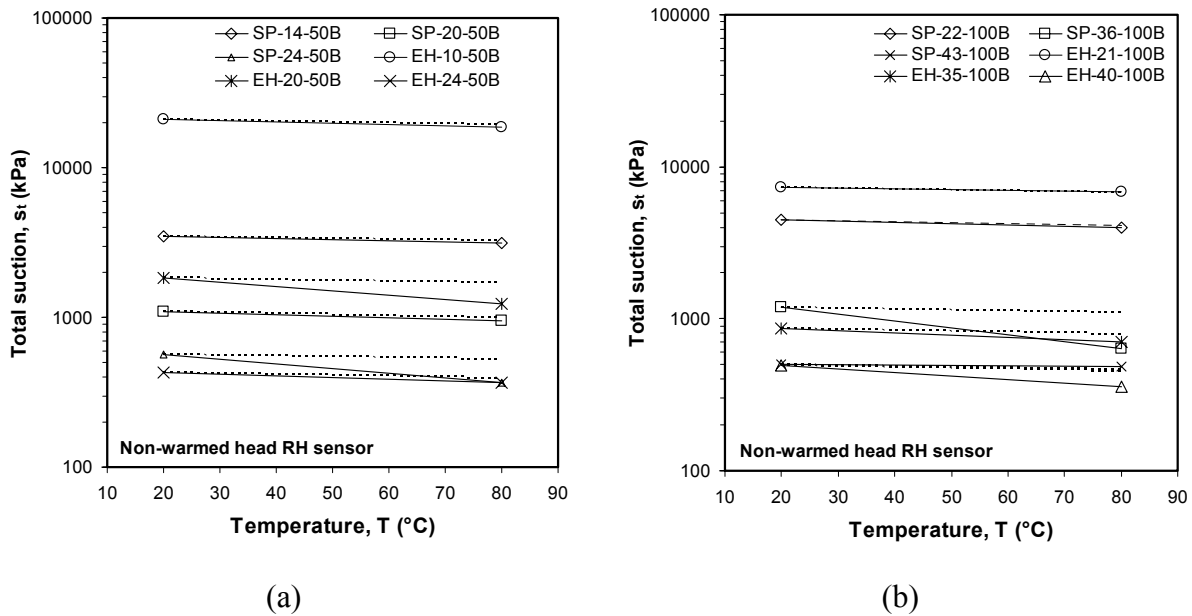 100000
10000
1000
100
Total suction, st (kPa)
SP-14-50B SP-20-50B
SP-24-50B EH-10-50B
EH-20-50B EH-24-50B
Non-warmed head RH sensor
10 20 30 40 50 60 70 80 90
Temperature, T (°C)
(a)
100000
10000
1000
100
Total suction, st (kPa)
SP-22-100B SP-36-100B
SP-43-100B EH-21-100B
EH-35-100B EH-40-100B
Non-warmed head RH sensor
10 20 30 40 50 60 70 80 90
Temperature, T (°C)
(b)